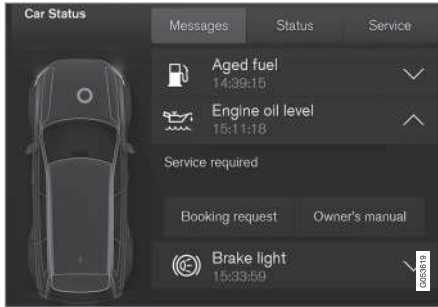 Car Status
Messages Status Service
Aged fuel
14:39:15
Engine oil level
15:11:18
Service required
Booking request Owner's manual
Brake light
15:33:59
G053619